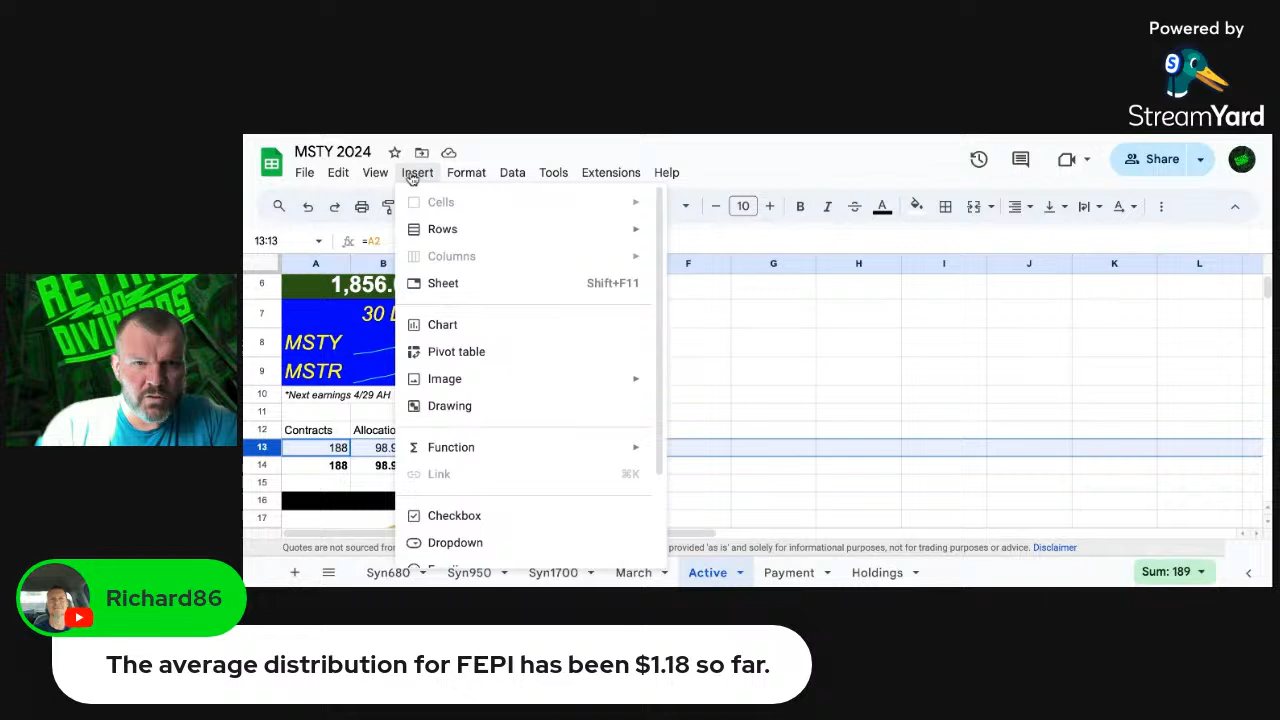 Powered by
StreamYard
MSTY 2024
File Edit View Insert Format Data Tools Extensions Help
Share
10
13:13 fx =A2
A B F G H I J K L
Cells
Rows
Columns
Sheet Shift+F11
Chart
Pivot table
Image
Drawing
Function
Link ⌘K
Checkbox
Dropdown
6 1,856.
7 30
8 MSTY
9 MSTR
10 *Next earnings 4/29 AH
11
12 Contracts
13 188 98.9
14 188 98.9
15
16
17
Quotes are not sourced
provided 'as is' and solely for informational purposes, not for trading purposes or advice. Disclaimer
Syn680 Syn950 Syn1700 March Active Payment Holdings Sum: 189
ON
DIVIDENDS
Richard86
The average distribution for FEPI has been $1.18 so far.